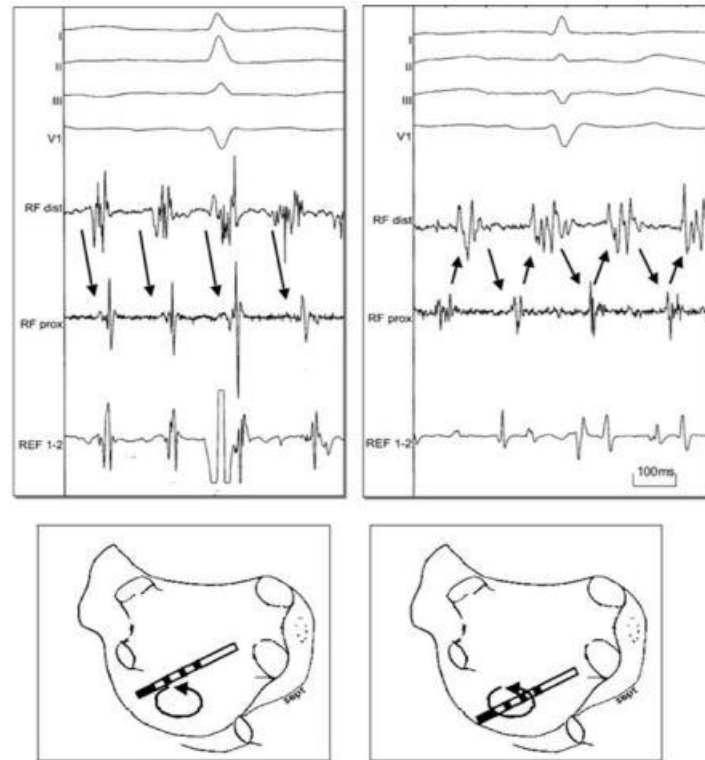 I
II
III
V1
RF dist
RF prox
REF 1-2
I
II
III
V1
RF dist
RF prox
REF 1-2
100ms
sept
sept